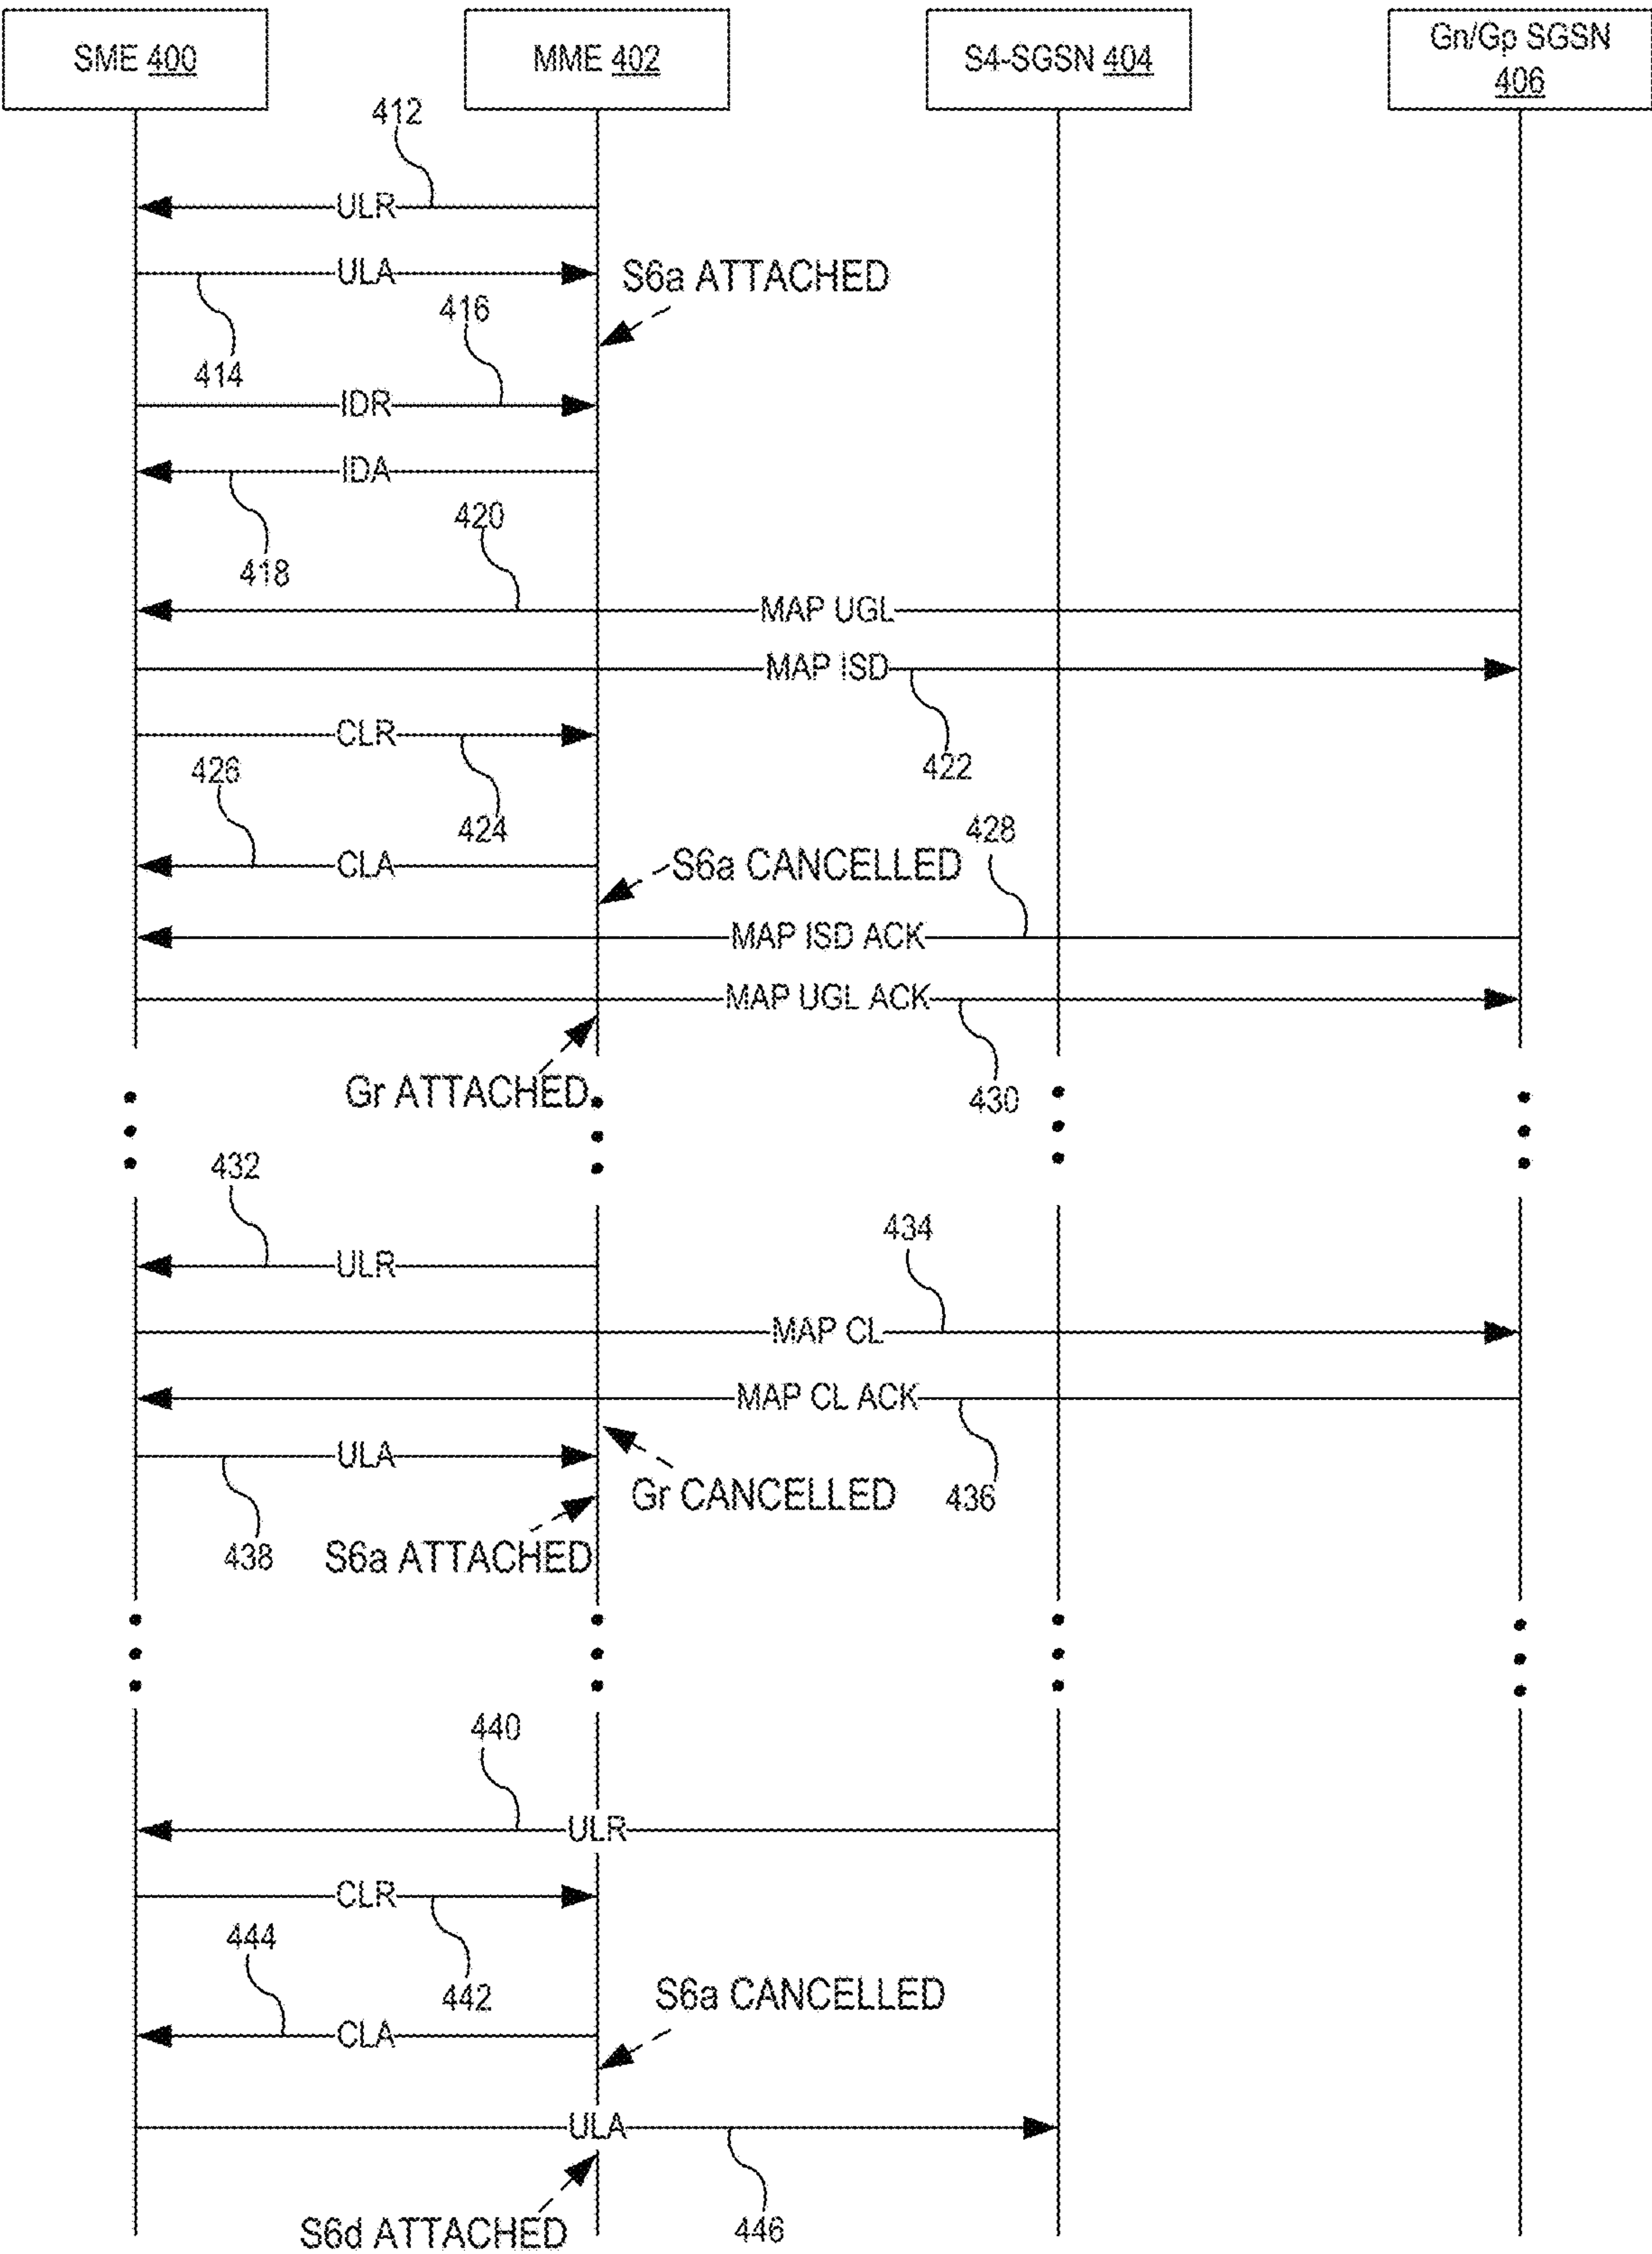 SME 400
MME 402
S4-SGSN 404
Gn/Gp SGSN
406
412
ULR
ULA
S6a ATTACHED
414
416
IDR
IDA
418
420
MAP UGL
MAP ISD
422
CLR
424
426
CLA
S6a CANCELLED
428
MAP ISD ACK
MAP UGL ACK
430
Gr ATTACHED
432
ULR
434
MAP CL
MAP CL ACK
436
ULA
Gr CANCELLED
438
S6a ATTACHED
440
ULR
CLR
442
444
CLA
S6a CANCELLED
ULA
446
S6d ATTACHED